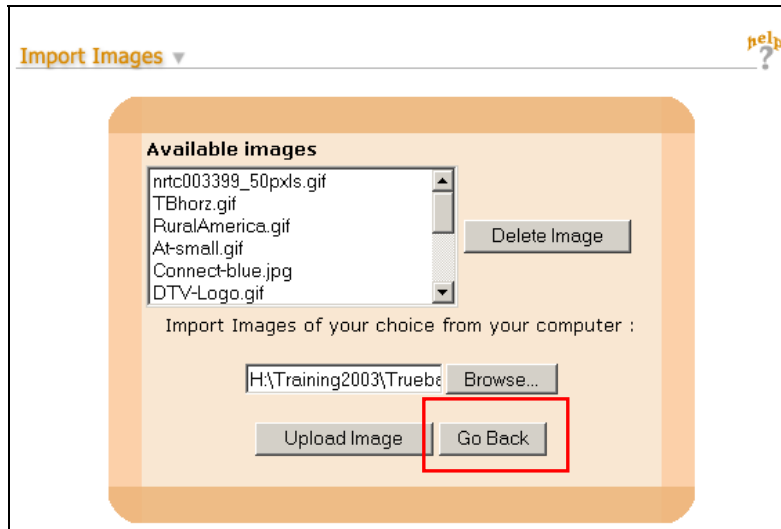 Import Images
help
?
Available images
nrtc003399_50pxls.gif
TBhorz.gif
RuralAmerica.gif
At-small.gif
Connect-blue.jpg
DTV-Logo.gif
Delete Image
Import Images of your choice from your computer :
H:\Training2003\Trueba
Browse...
Upload Image
Go Back